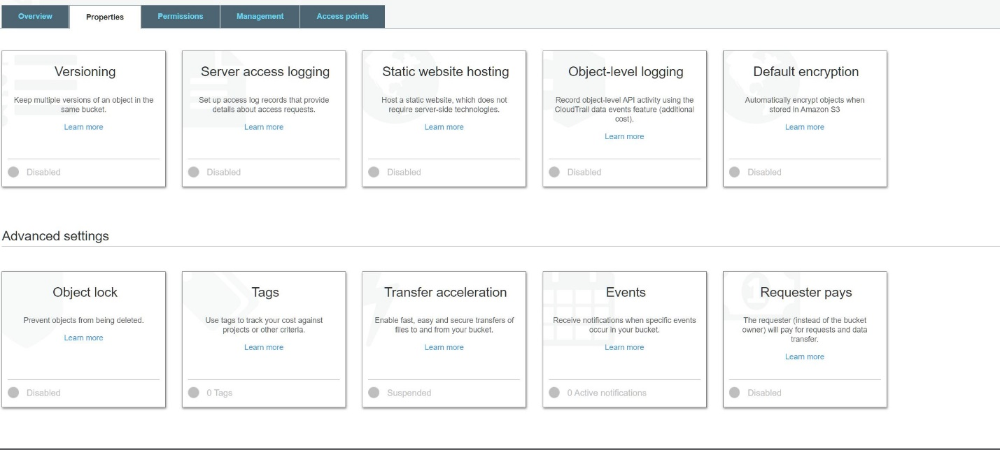 Overview
Properties
Permissions
Management
Access points
Versioning
Keep multiple versions of an object in the
same bucket.
Learn more
Disabled
Server access logging
Set up access log records that provide
details about access requests.
Learn more
Disabled
Static website hosting
Host a static website, which does not
require server-side technologies.
Learn more
Disabled
Object-level logging
Record object-level API activity using the
CloudTrail data events feature (additional
cost).
Learn more
Disabled
Default encryption
Automatically encrypt objects when
stored in Amazon S3
Learn more
Disabled
Advanced settings
Object lock
Prevent objects from being deleted.
Learn more
Disabled
Tags
Use tags to track your cost against
projects or other criteria.
Learn more
0 Tags
Transfer acceleration
Enable fast, easy and secure transfers of
files to and from your bucket.
Learn more
Suspended
Events
Receive notifications when specific events
occur in your bucket.
Learn more
0 Active notifications
Requester pays
The requester (instead of the bucket
owner) will pay for requests and data
transfer.
Learn more
Disabled